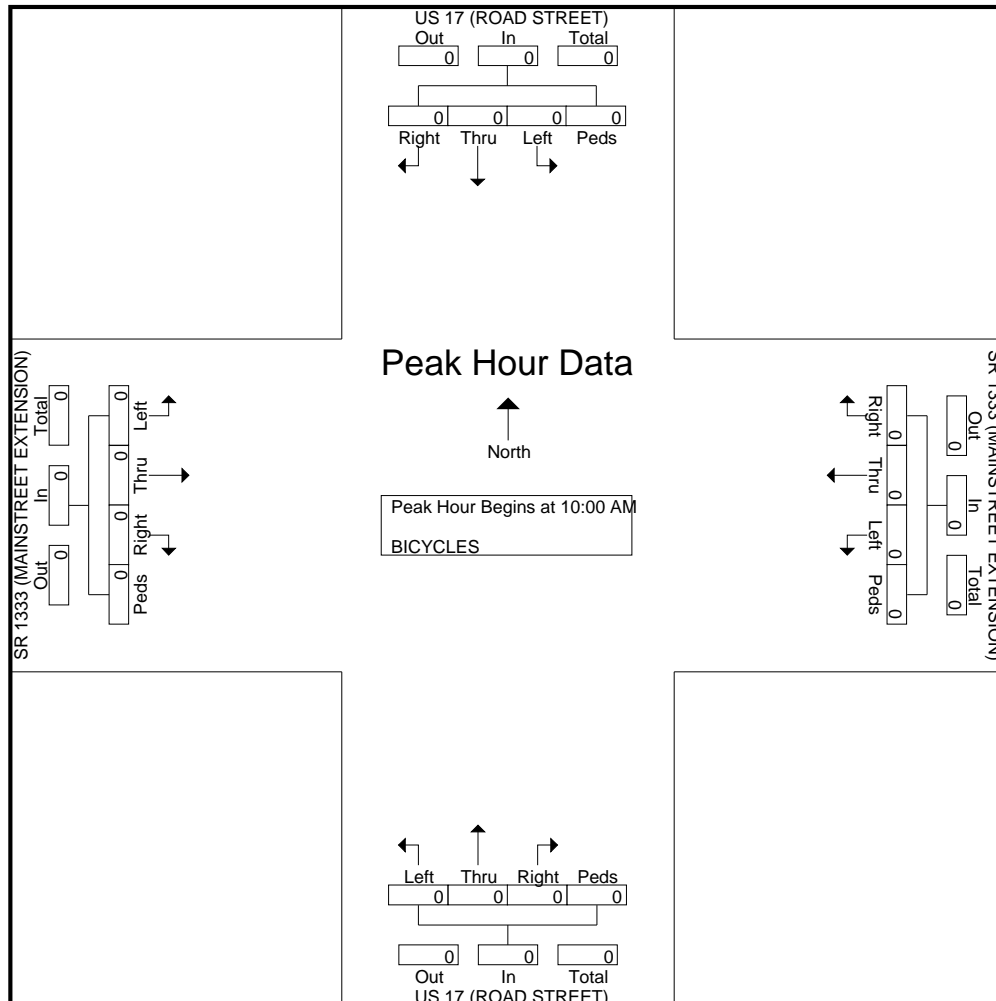 US 17 (ROAD STREET)
Out In Total
0 0 0
0 0 0 0
Right Thru Left Peds
Peak Hour Data
North
Peak Hour Begins at 10:00 AM
BICYCLES
SR 1333 (MAINSTREET EXTENSION)
Out In Total
0 0 0
0 0 0 0
Peds Right Thru Left
SR 1333 (MAINSTREET EXTENSION)
Out In Total
0 0 0
0 0 0 0
Right Thru Left Peds
Left Thru Right Peds
0 0 0 0
0 0 0
Out In Total
US 17 (ROAD STREET)